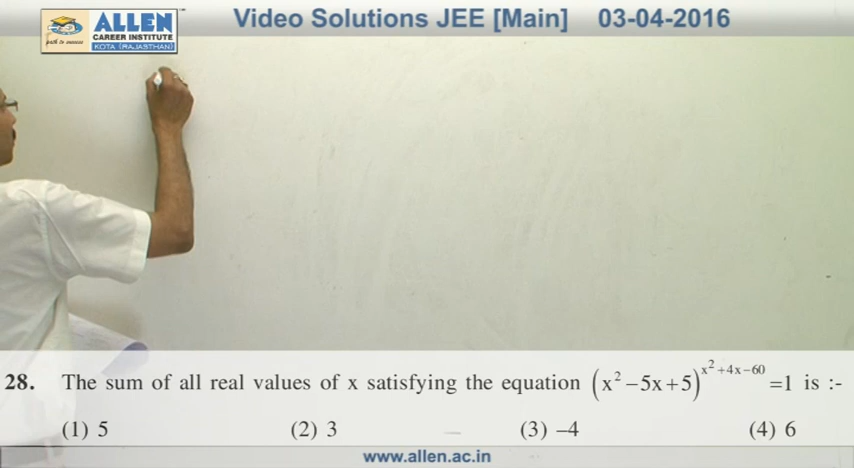 Video Solutions JEE [Main] 03-04-2016
path to success
ALLEN
CAREER INSTITUTE
KOTA (RAJASTHAN)
28. The sum of all real values of x satisfying the equation (x² – 5x + 5)^(x² + 4x – 60) = 1 is :-
(1) 5 (2) 3 (3) –4 (4) 6
www.allen.ac.in